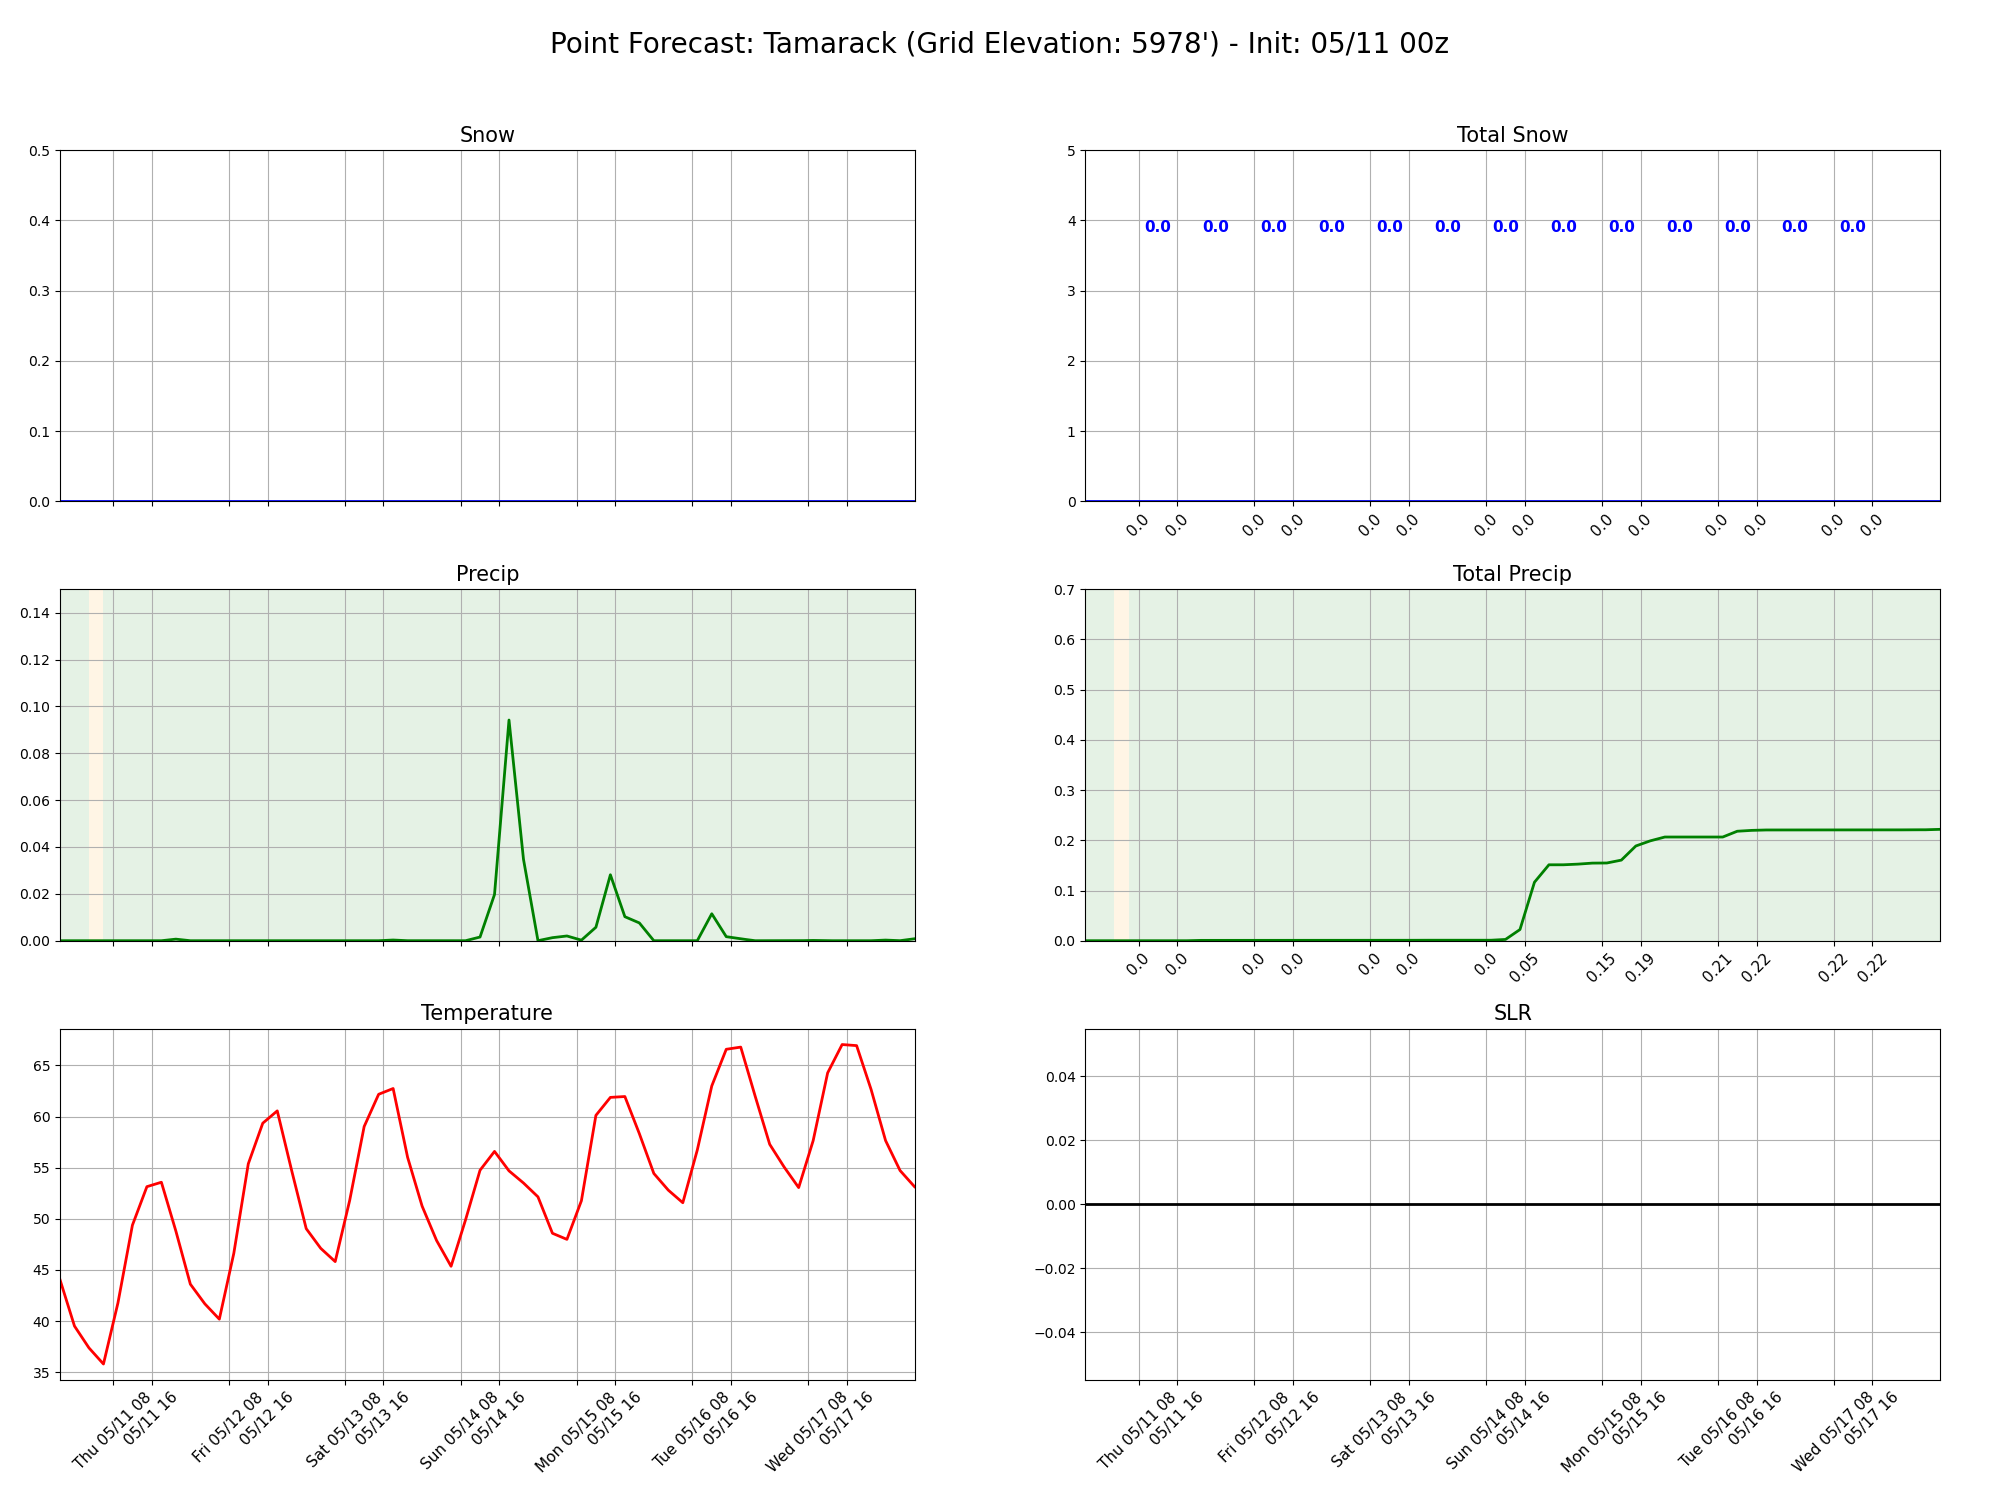 Point Forecast: Tamarack (Grid Elevation: 5978') - Init: 05/11 00z
Snow
0.5
0.4
0.3
0.2
0.1
0.0
Total Snow
5
4
3
2
1
0
0.0 0.0 0.0 0.0 0.0 0.0 0.0 0.0 0.0 0.0 0.0 0.0 0.0
0.0 0.0 0.0 0.0 0.0 0.0 0.0 0.0 0.0 0.0 0.0 0.0 0.0 0.0
Precip
0.14
0.12
0.10
0.08
0.06
0.04
0.02
0.00
Total Precip
0.7
0.6
0.5
0.4
0.3
0.2
0.1
0.0
0.0 0.0 0.0 0.0 0.0 0.0 0.0 0.05 0.15 0.19 0.21 0.22 0.22 0.22
Temperature
65
60
55
50
45
40
35
Thu 05/11 08
05/11 16
Fri 05/12 08
05/12 16
Sat 05/13 08
05/13 16
Sun 05/14 08
05/14 16
Mon 05/15 08
05/15 16
Tue 05/16 08
05/16 16
Wed 05/17 08
05/17 16
SLR
0.04
0.02
0.00
−0.02
−0.04
Thu 05/11 08
05/11 16
Fri 05/12 08
05/12 16
Sat 05/13 08
05/13 16
Sun 05/14 08
05/14 16
Mon 05/15 08
05/15 16
Tue 05/16 08
05/16 16
Wed 05/17 08
05/17 16